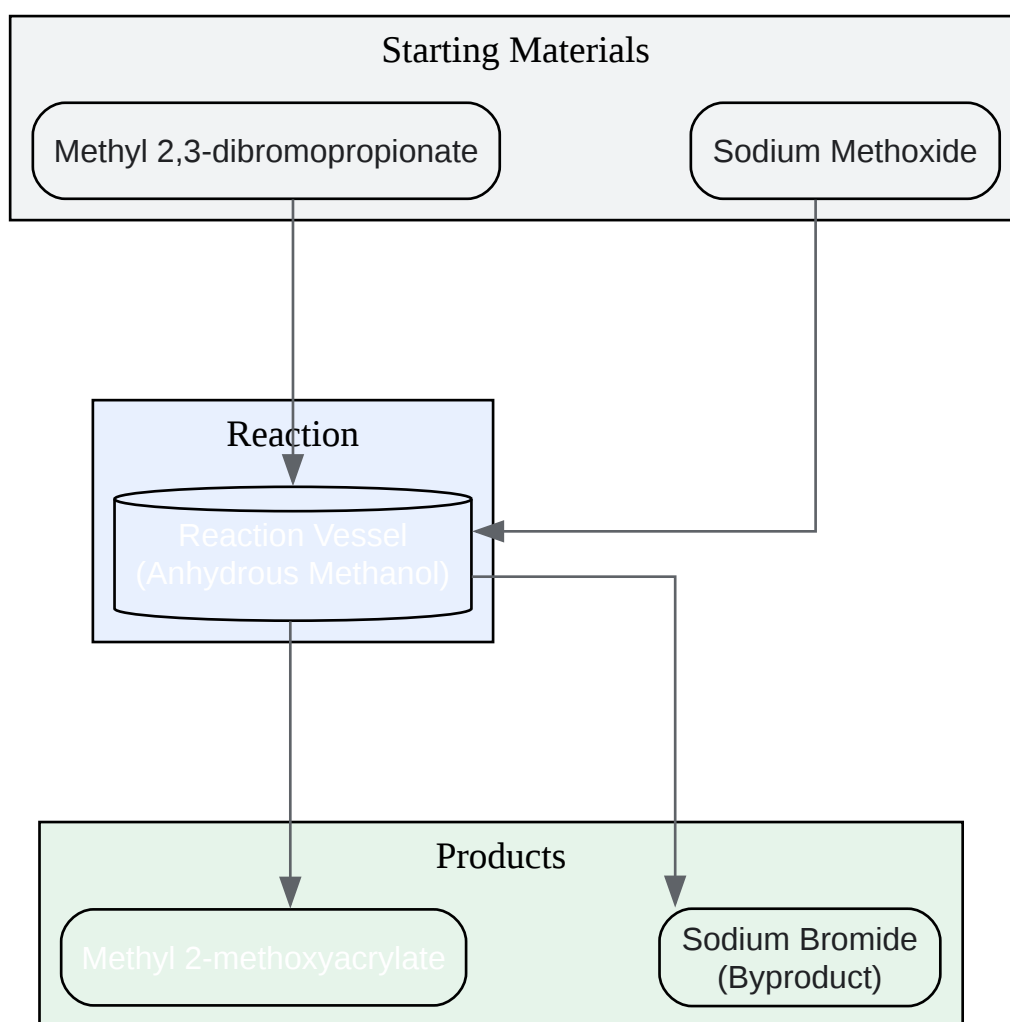 Starting Materials
Methyl 2,3-dibromopropionate
Sodium Methoxide
Reaction
Reaction Vessel
(Anhydrous Methanol)
Products
Methyl 2-methoxyacrylate
Sodium Bromide
(Byproduct)